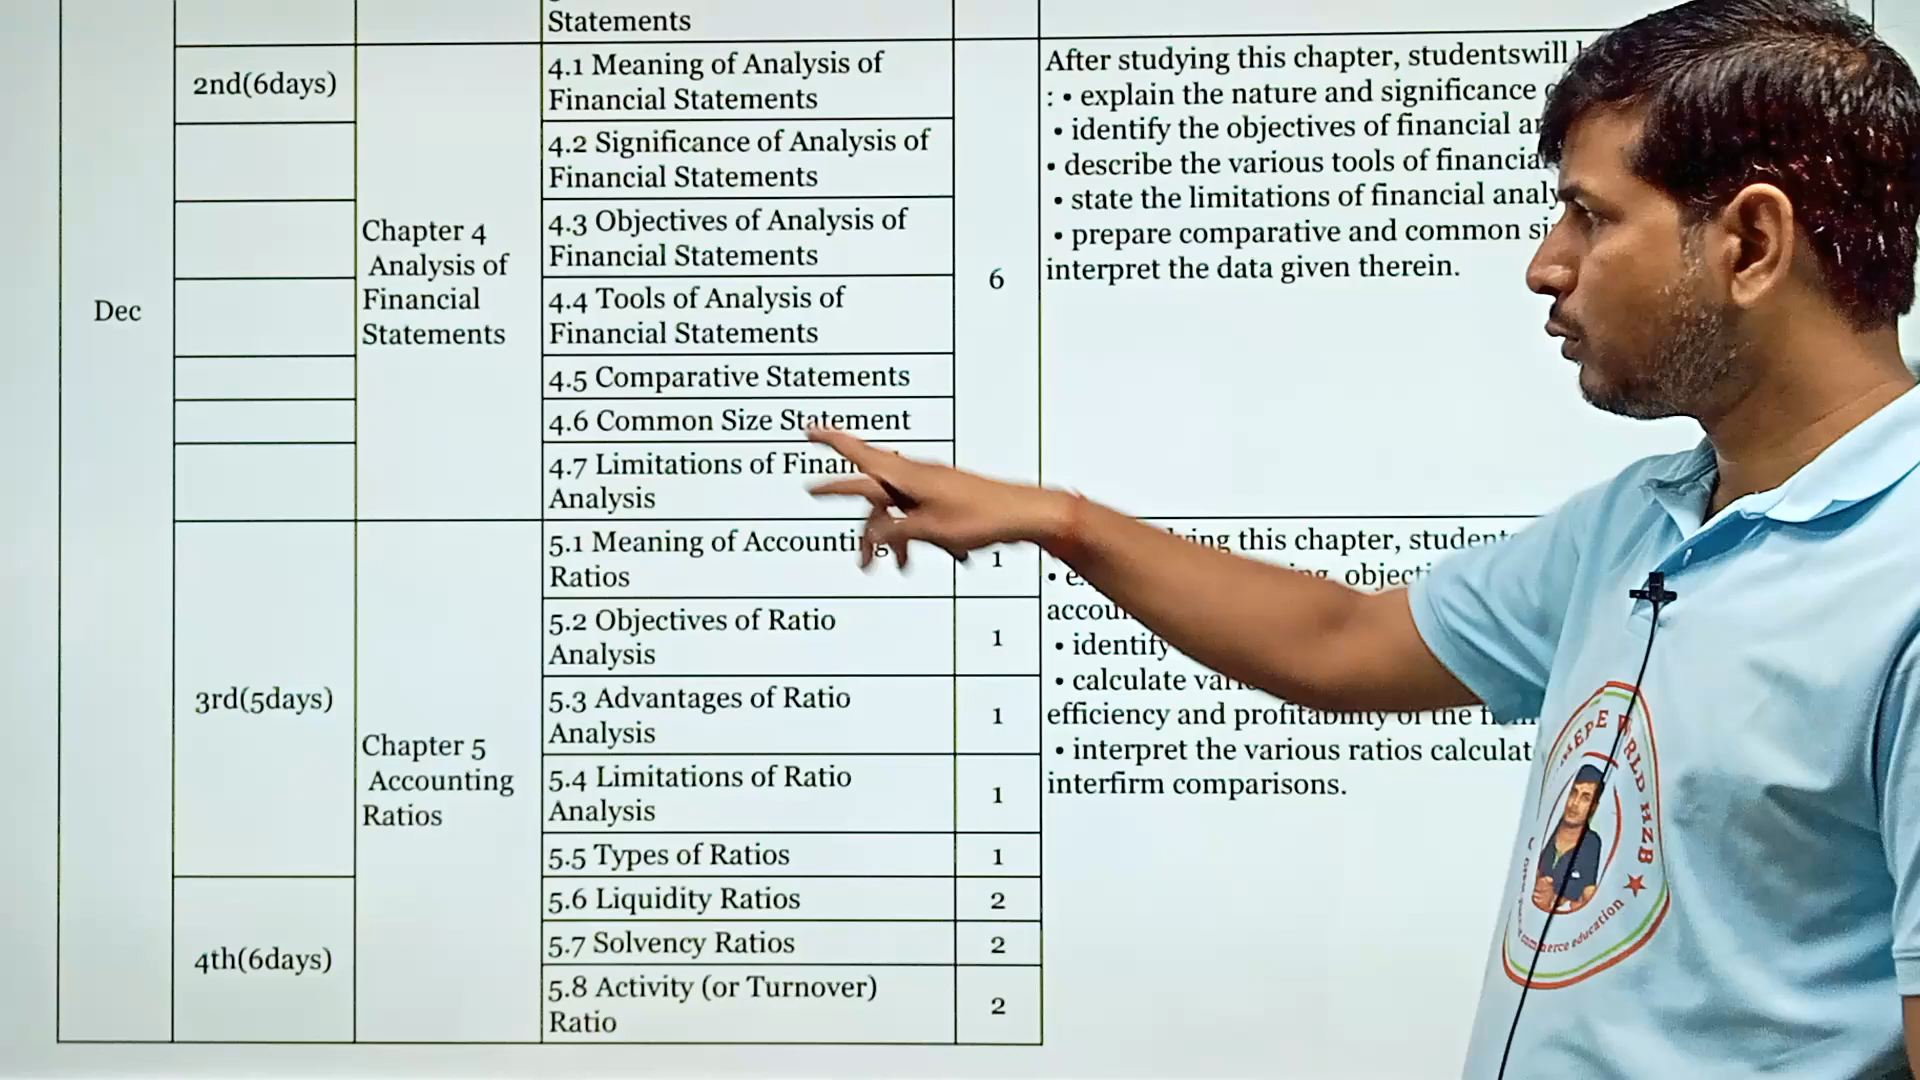 Statements
Dec
2nd(6days)
Chapter 4
Analysis of
Financial
Statements
4.1 Meaning of Analysis of
Financial Statements
4.2 Significance of Analysis of
Financial Statements
4.3 Objectives of Analysis of
Financial Statements
4.4 Tools of Analysis of
Financial Statements
4.5 Comparative Statements
4.6 Common Size Statement
4.7 Limitations of
Analysis
6
After studying this chapter, studentswill
: • explain the nature and significance
• identify the objectives of financial
• describe the various tools of
• state the limitations of financial
• prepare comparative and common
interpret the data given therein.
3rd(5days)
4th(6days)
Chapter 5
Accounting
Ratios
5.1 Meaning of Accounting
Ratios
1
5.2 Objectives of Ratio
Analysis
1
5.3 Advantages of Ratio
Analysis
1
5.4 Limitations of Ratio
Analysis
1
5.5 Types of Ratios
1
5.6 Liquidity Ratios
2
5.7 Solvency Ratios
2
5.8 Activity (or Turnover)
Ratio
2
this chapter,
•
• identify
• calculate
efficiency and profitability of the
• interpret the various ratios
interfirm comparisons.
HZB
commerce education